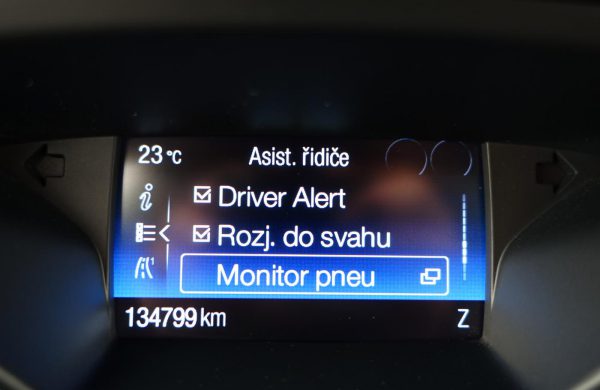 23 °C Asist. řidiče
Driver Alert
Rozj. do svahu
Monitor pneu
134799 km Z